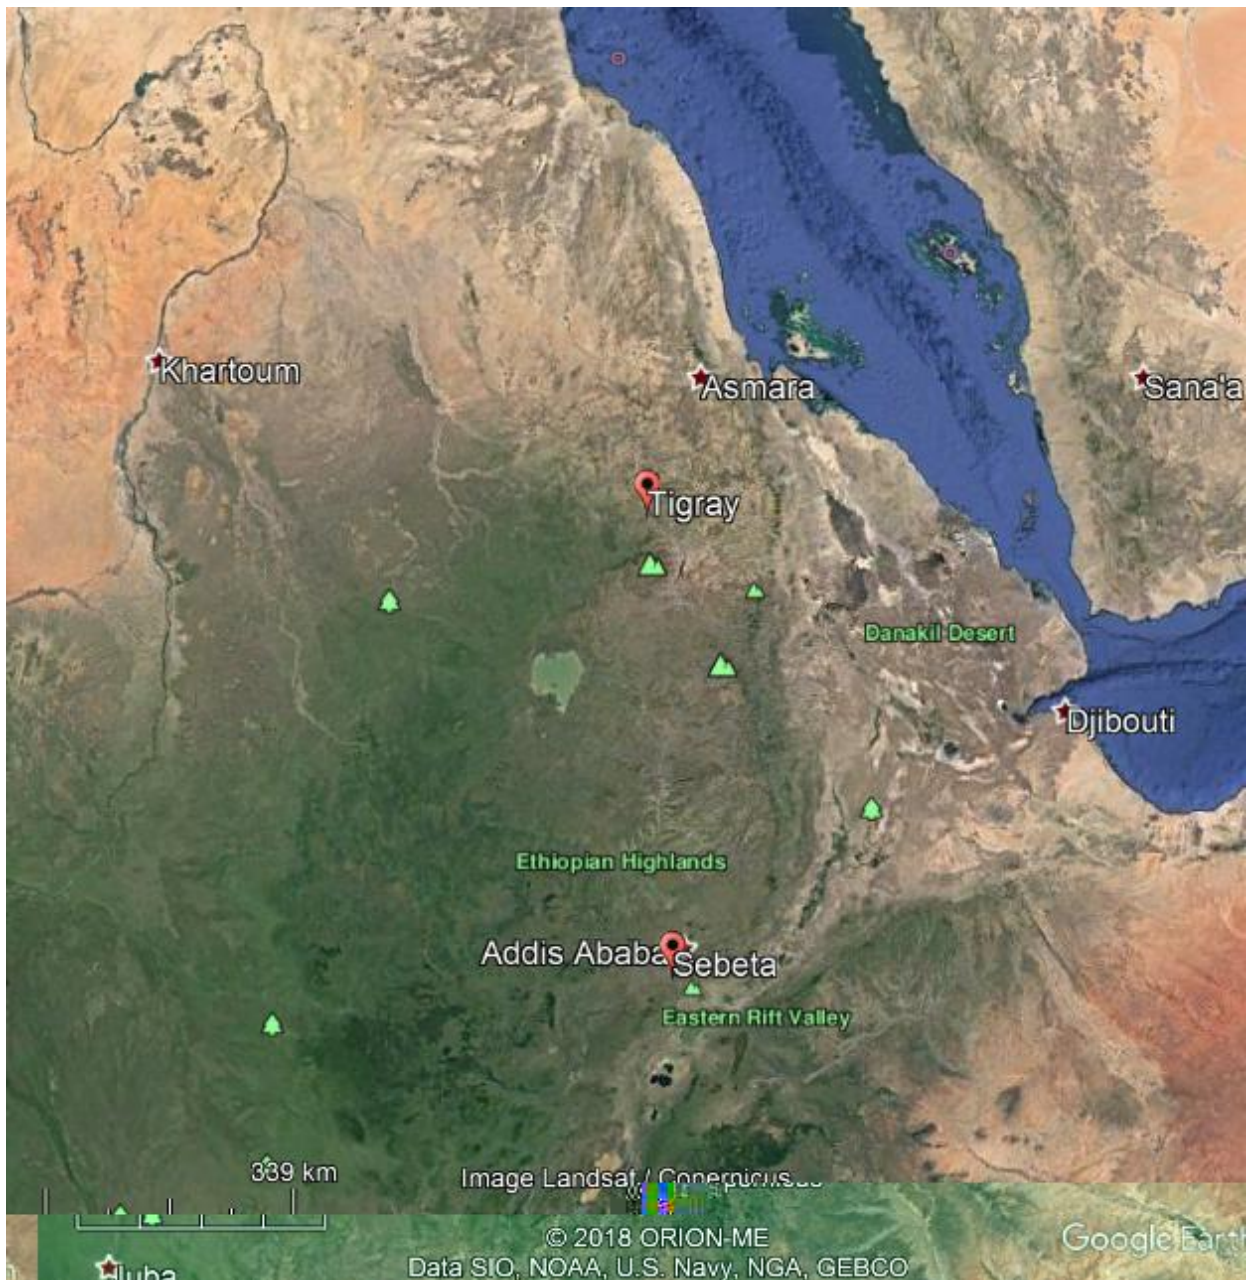 Khartoum
Asmara
Sana'a
Tigray
Danakil Desert
Djibouti
Ethiopian Highlands
Addis Ababa
Sebeta
Eastern Rift Valley
339 km
Image Landsat / Copernicus
© 2018 ORION-ME
Google Earth
Data SIO, NOAA, U.S. Navy, NGA, GEBCO
Juba